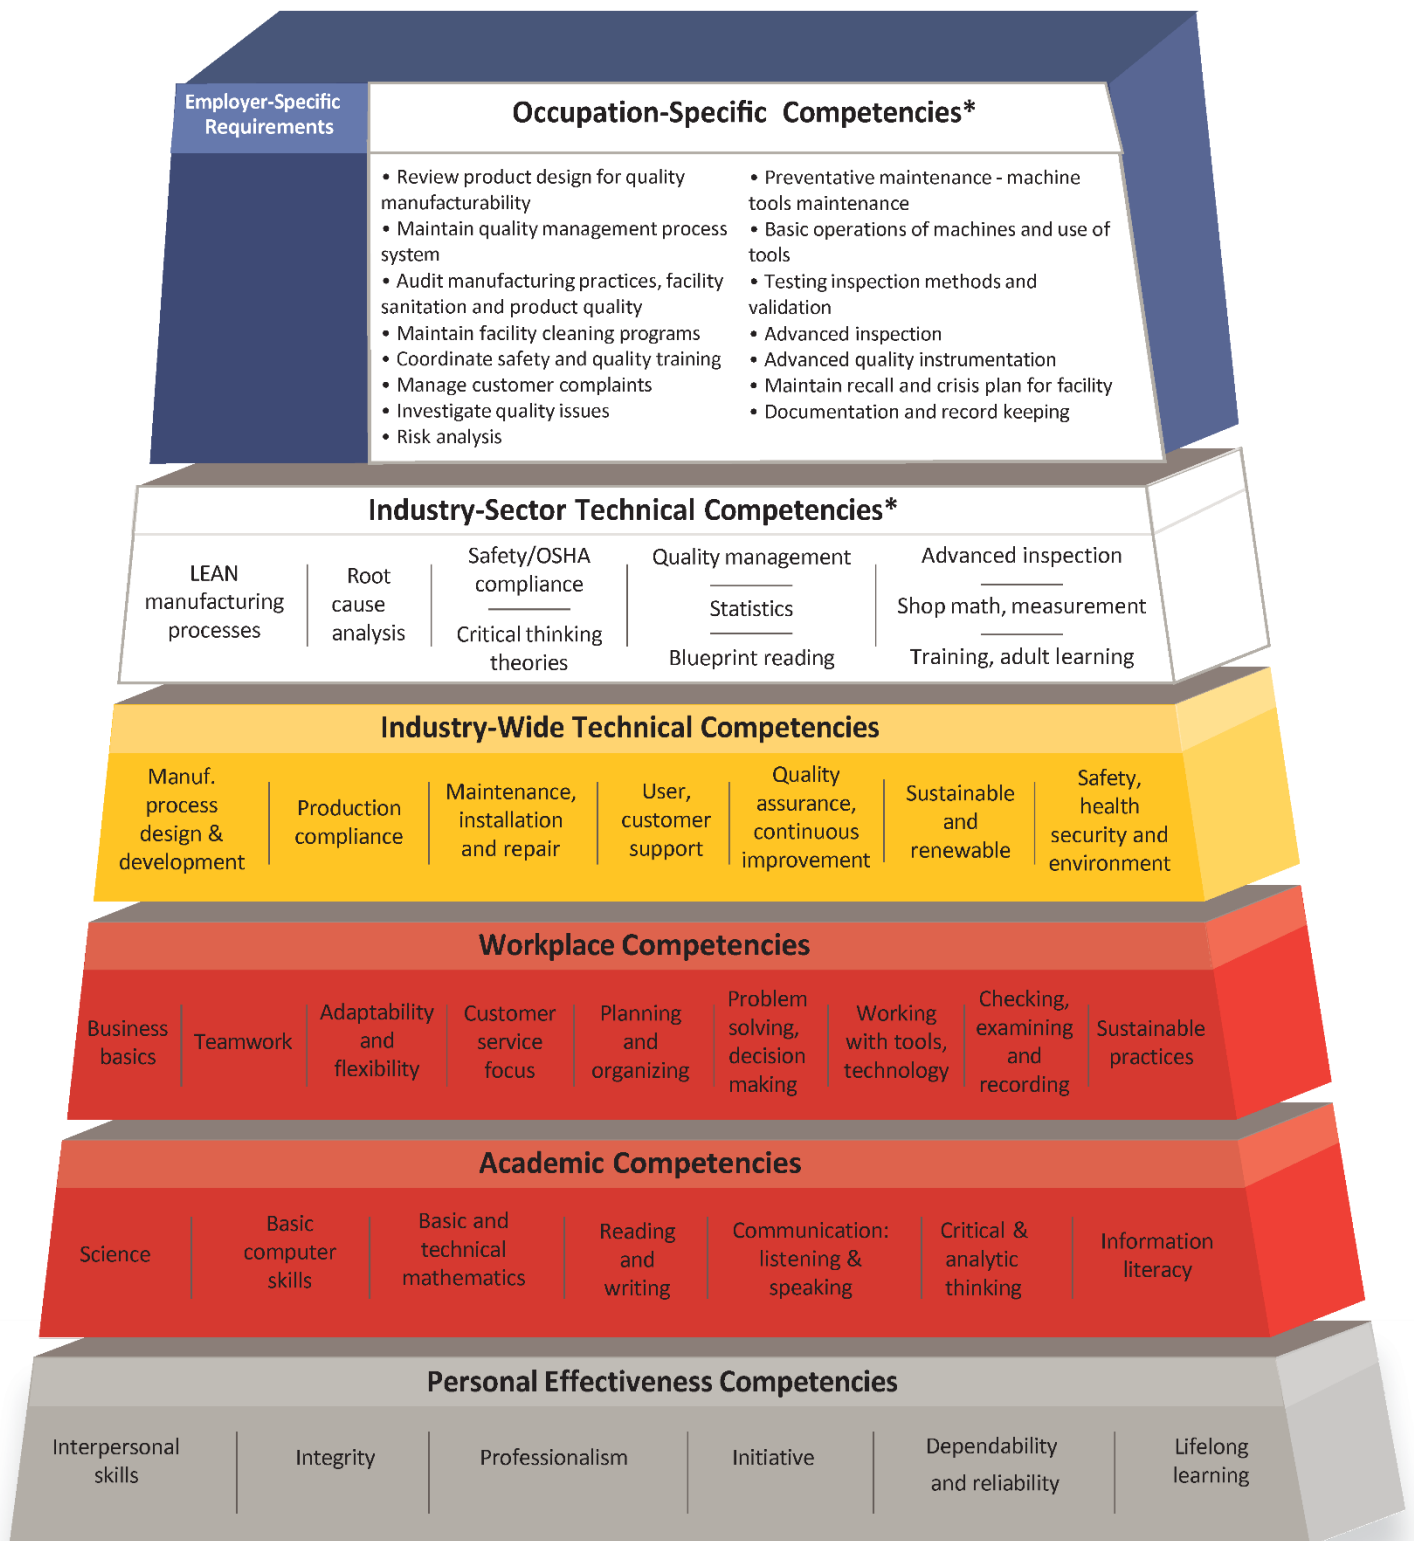 Employer-Specific
Requirements
Occupation-Specific Competencies*
• Review product design for quality
manufacturability
• Maintain quality management process
system
• Audit manufacturing practices, facility
sanitation and product quality
• Maintain facility cleaning programs
• Coordinate safety and quality training
• Manage customer complaints
• Investigate quality issues
• Risk analysis
• Preventative maintenance - machine
tools maintenance
• Basic operations of machines and use of
tools
• Testing inspection methods and
validation
• Advanced inspection
• Advanced quality instrumentation
• Maintain recall and crisis plan for facility
• Documentation and record keeping
Industry-Sector Technical Competencies*
LEAN
manufacturing
processes
Root
cause
analysis
Safety/OSHA
compliance
Critical thinking
theories
Quality management
Statistics
Blueprint reading
Advanced inspection
Shop math, measurement
Training, adult learning
Industry-Wide Technical Competencies
Manuf.
process
design &
development
Production
compliance
Maintenance,
installation
and repair
User,
customer
support
Quality
assurance,
continuous
improvement
Sustainable
and
renewable
Safety,
health
security and
environment
Workplace Competencies
Business
basics
Teamwork
Adaptability
and
flexibility
Customer
service
focus
Planning
and
organizing
Problem
solving,
decision
making
Working
with tools,
technology
Checking,
examining
and
recording
Sustainable
practices
Academic Competencies
Science
Basic
computer
skills
Basic and
technical
mathematics
Reading
and
writing
Communication:
listening &
speaking
Critical &
analytic
thinking
Information
literacy
Personal Effectiveness Competencies
Interpersonal
skills
Integrity
Professionalism
Initiative
Dependability
and reliability
Lifelong
learning